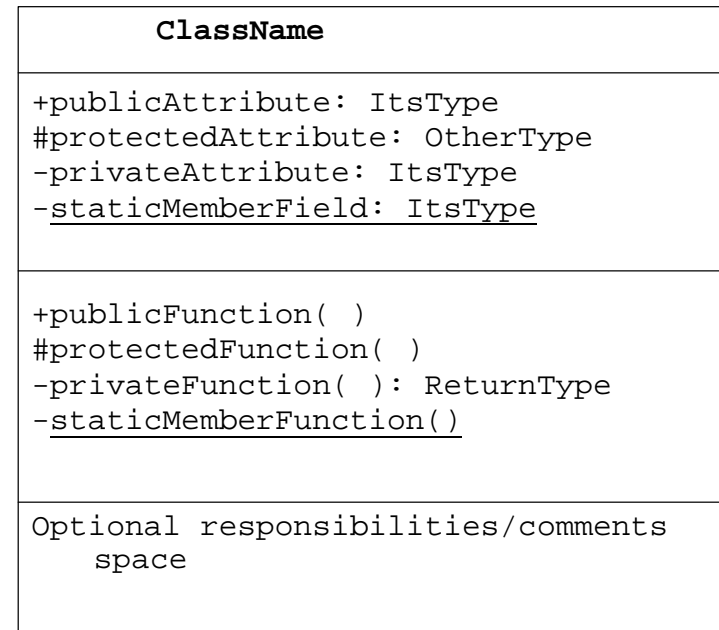 ClassName
+publicAttribute: ItsType
#protectedAttribute: OtherType
-privateAttribute: ItsType
-staticMemberField: ItsType
+publicFunction( )
#protectedFunction( )
-privateFunction( ): ReturnType
-staticMemberFunction()
Optional responsibilities/comments
space